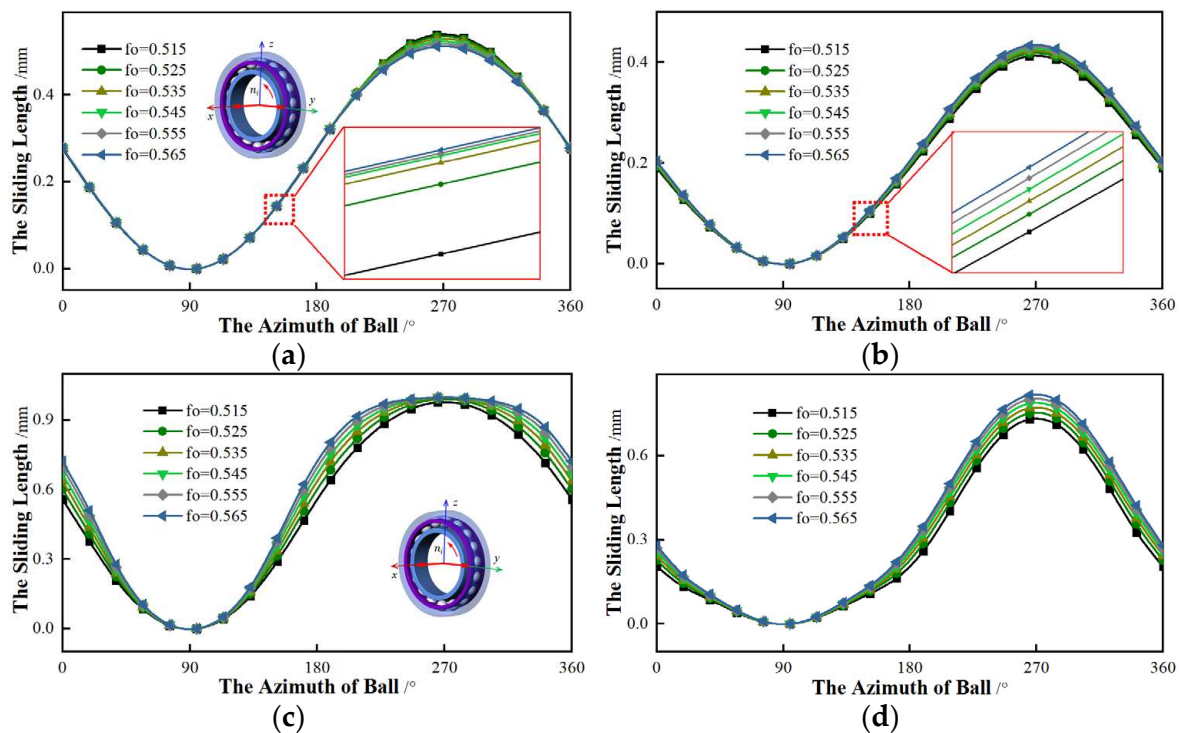 The Sliding Length /mm
fo=0.515
fo=0.525
fo=0.535
fo=0.545
fo=0.555
fo=0.565
z
n_i
x
y
0.4
0.2
0.0
0
90
180
270
360
The Azimuth of Ball /°
(a)
The Sliding Length /mm
fo=0.515
fo=0.525
fo=0.535
fo=0.545
fo=0.555
fo=0.565
0.4
0.2
0.0
0
90
180
270
360
The Azimuth of Ball /°
(b)
The Sliding Length /mm
fo=0.515
fo=0.525
fo=0.535
fo=0.545
fo=0.555
fo=0.565
z
n_i
x
y
0.9
0.6
0.3
0.0
0
90
180
270
360
The Azimuth of Ball /°
(c)
The Sliding Length /mm
fo=0.515
fo=0.525
fo=0.535
fo=0.545
fo=0.555
fo=0.565
0.6
0.3
0.0
0
90
180
270
360
The Azimuth of Ball /°
(d)